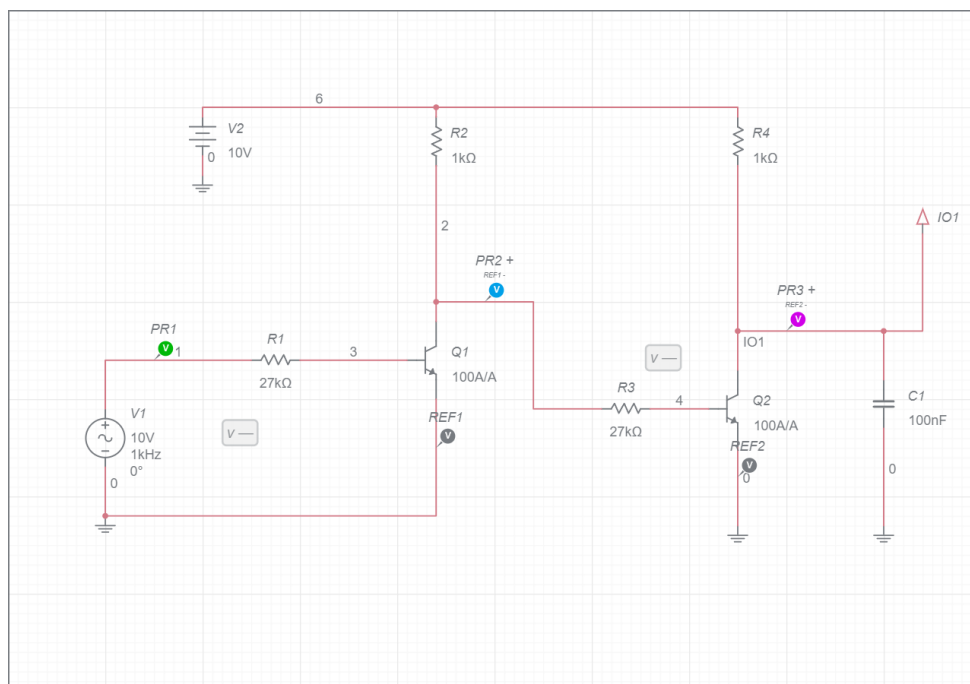 6
V2
10V
0
R2
1kΩ
R4
1kΩ
2
IO1
PR2 +
REF1 -
V
PR3 +
REF2 -
V
PR1
V
1
R1
27kΩ
3
Q1
100A/A
IO1
V —
R3
27kΩ
4
Q2
100A/A
C1
100nF
V1
10V
1kHz
0°
V —
REF1
V
REF2
V
0
0
0